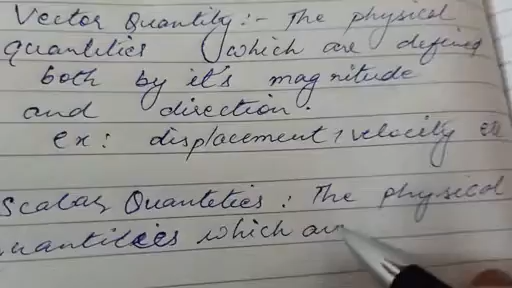 Vector Quantity:- The physical
quantities which are defined
both by it's magnitude
and direction.
ex: displacement, velocity etc
Scalar Quanteties: The physical
quantities which are